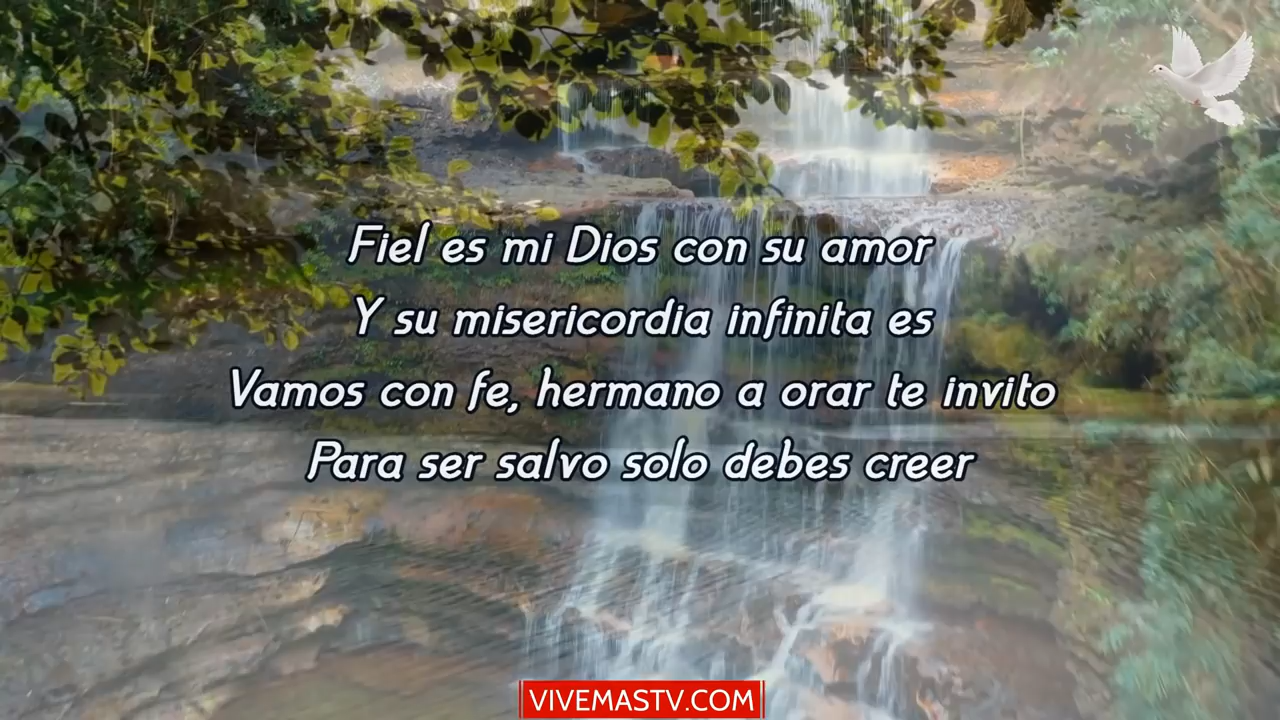 Fiel es mi Dios con su amor
Y su misericordia infinita es
Vamos con fe, hermano a orar te invito
Para ser salvo solo debes creer
VIVEMASTV.COM